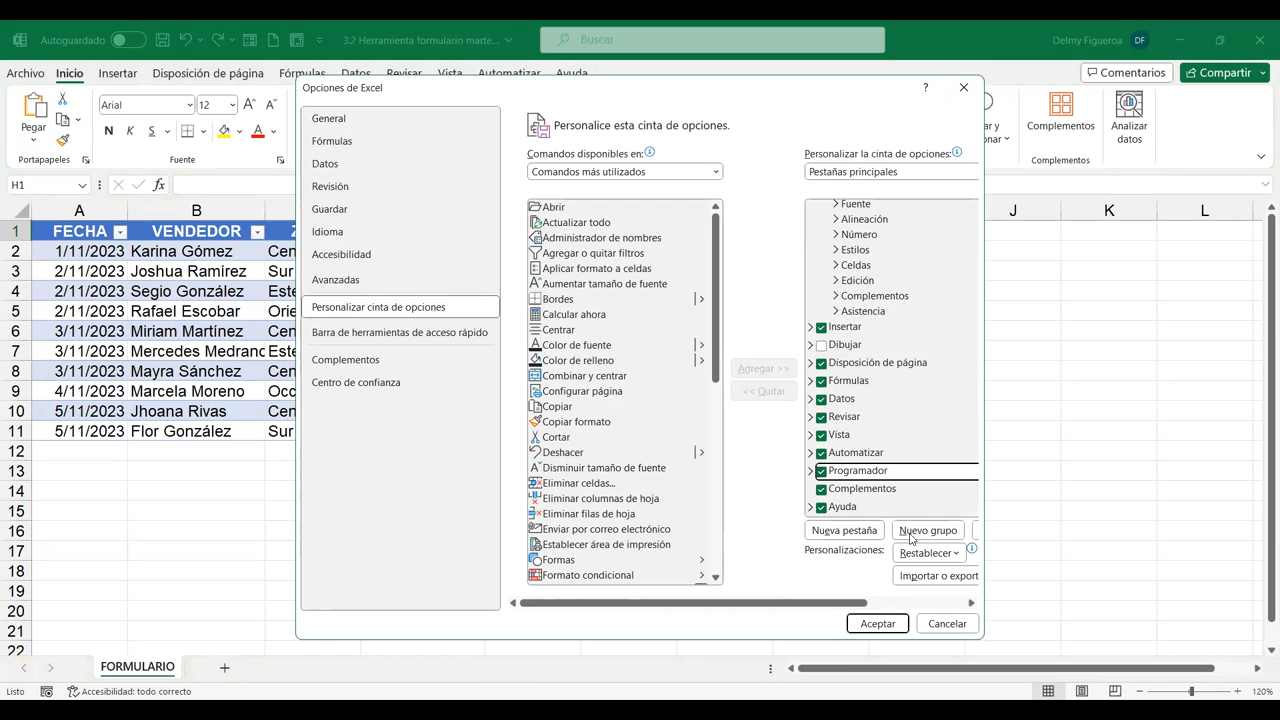 Autoguardado
3.2 Herramienta formulario marte...
Buscar
Delmy Figueroa
DF
Archivo
Inicio
Insertar
Disposición de página
Fórmulas
Datos
Revisar
Vista
Automatizar
Ayuda
Comentarios
Compartir
Pegar
Arial
12
N
K
S
A
Portapapeles
Fuente
Complementos
Analizar
datos
Complementos
H1
fx
Opciones de Excel
?
General
Fórmulas
Datos
Revisión
Guardar
Idioma
Accesibilidad
Avanzadas
Personalizar cinta de opciones
Barra de herramientas de acceso rápido
Complementos
Centro de confianza
Personalice esta cinta de opciones.
Comandos disponibles en:
Comandos más utilizados
Abrir
Actualizar todo
Administrador de nombres
Agregar o quitar filtros
Aplicar formato a celdas
Aumentar tamaño de fuente
Bordes
Calcular ahora
Centrar
Color de fuente
Color de relleno
Combinar y centrar
Configurar página
Copiar
Copiar formato
Cortar
Deshacer
Disminuir tamaño de fuente
Eliminar celdas...
Eliminar columnas de hoja
Eliminar filas de hoja
Enviar por correo electrónico
Establecer área de impresión
Formas
Formato condicional
Agregar >>
<< Quitar
Personalizar la cinta de opciones:
Pestañas principales
Fuente
Alineación
Número
Estilos
Celdas
Edición
Complementos
Asistencia
Insertar
Dibujar
Disposición de página
Fórmulas
Datos
Revisar
Vista
Automatizar
Programador
Complementos
Ayuda
Nueva pestaña
Nuevo grupo
Personalizaciones:
Restablecer
Importar o export
Aceptar
Cancelar
A B J K L
1 FECHA VENDEDOR
2 1/11/2023 Karina Gómez Cen
3 2/11/2023 Joshua Ramírez Sur
4 2/11/2023 Segio González Este
5 2/11/2023 Rafael Escobar Orie
6 3/11/2023 Miriam Martínez Cen
7 3/11/2023 Mercedes Medrano Este
8 3/11/2023 Mayra Sánchez Cen
9 4/11/2023 Marcela Moreno Occ
10 5/11/2023 Jhoana Rivas Cen
11 5/11/2023 Flor González Sur
12
13
14
15
16
17
18
19
20
21
22
FORMULARIO
Listo
Accesibilidad: todo correcto
120%